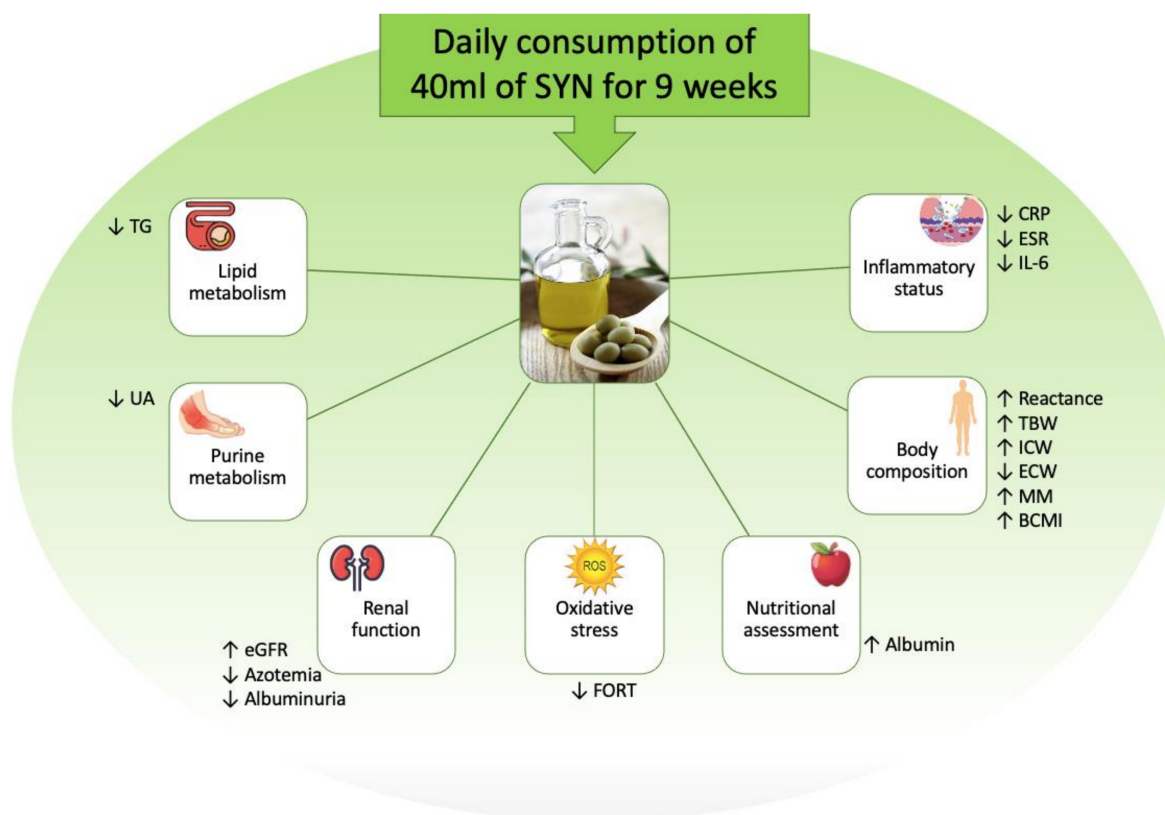 Daily consumption of
40ml of SYN for 9 weeks
↓ TG
Lipid
metabolism
↓ CRP
↓ ESR
↓ IL-6
Inflammatory
status
↓ UA
Purine
metabolism
↑ Reactance
↑ TBW
↑ ICW
↓ ECW
↑ MM
↑ BCMI
Body
composition
Renal
function
↑ eGFR
↓ Azotemia
↓ Albuminuria
ROS
Oxidative
stress
↓ FORT
Nutritional
assessment
↑ Albumin